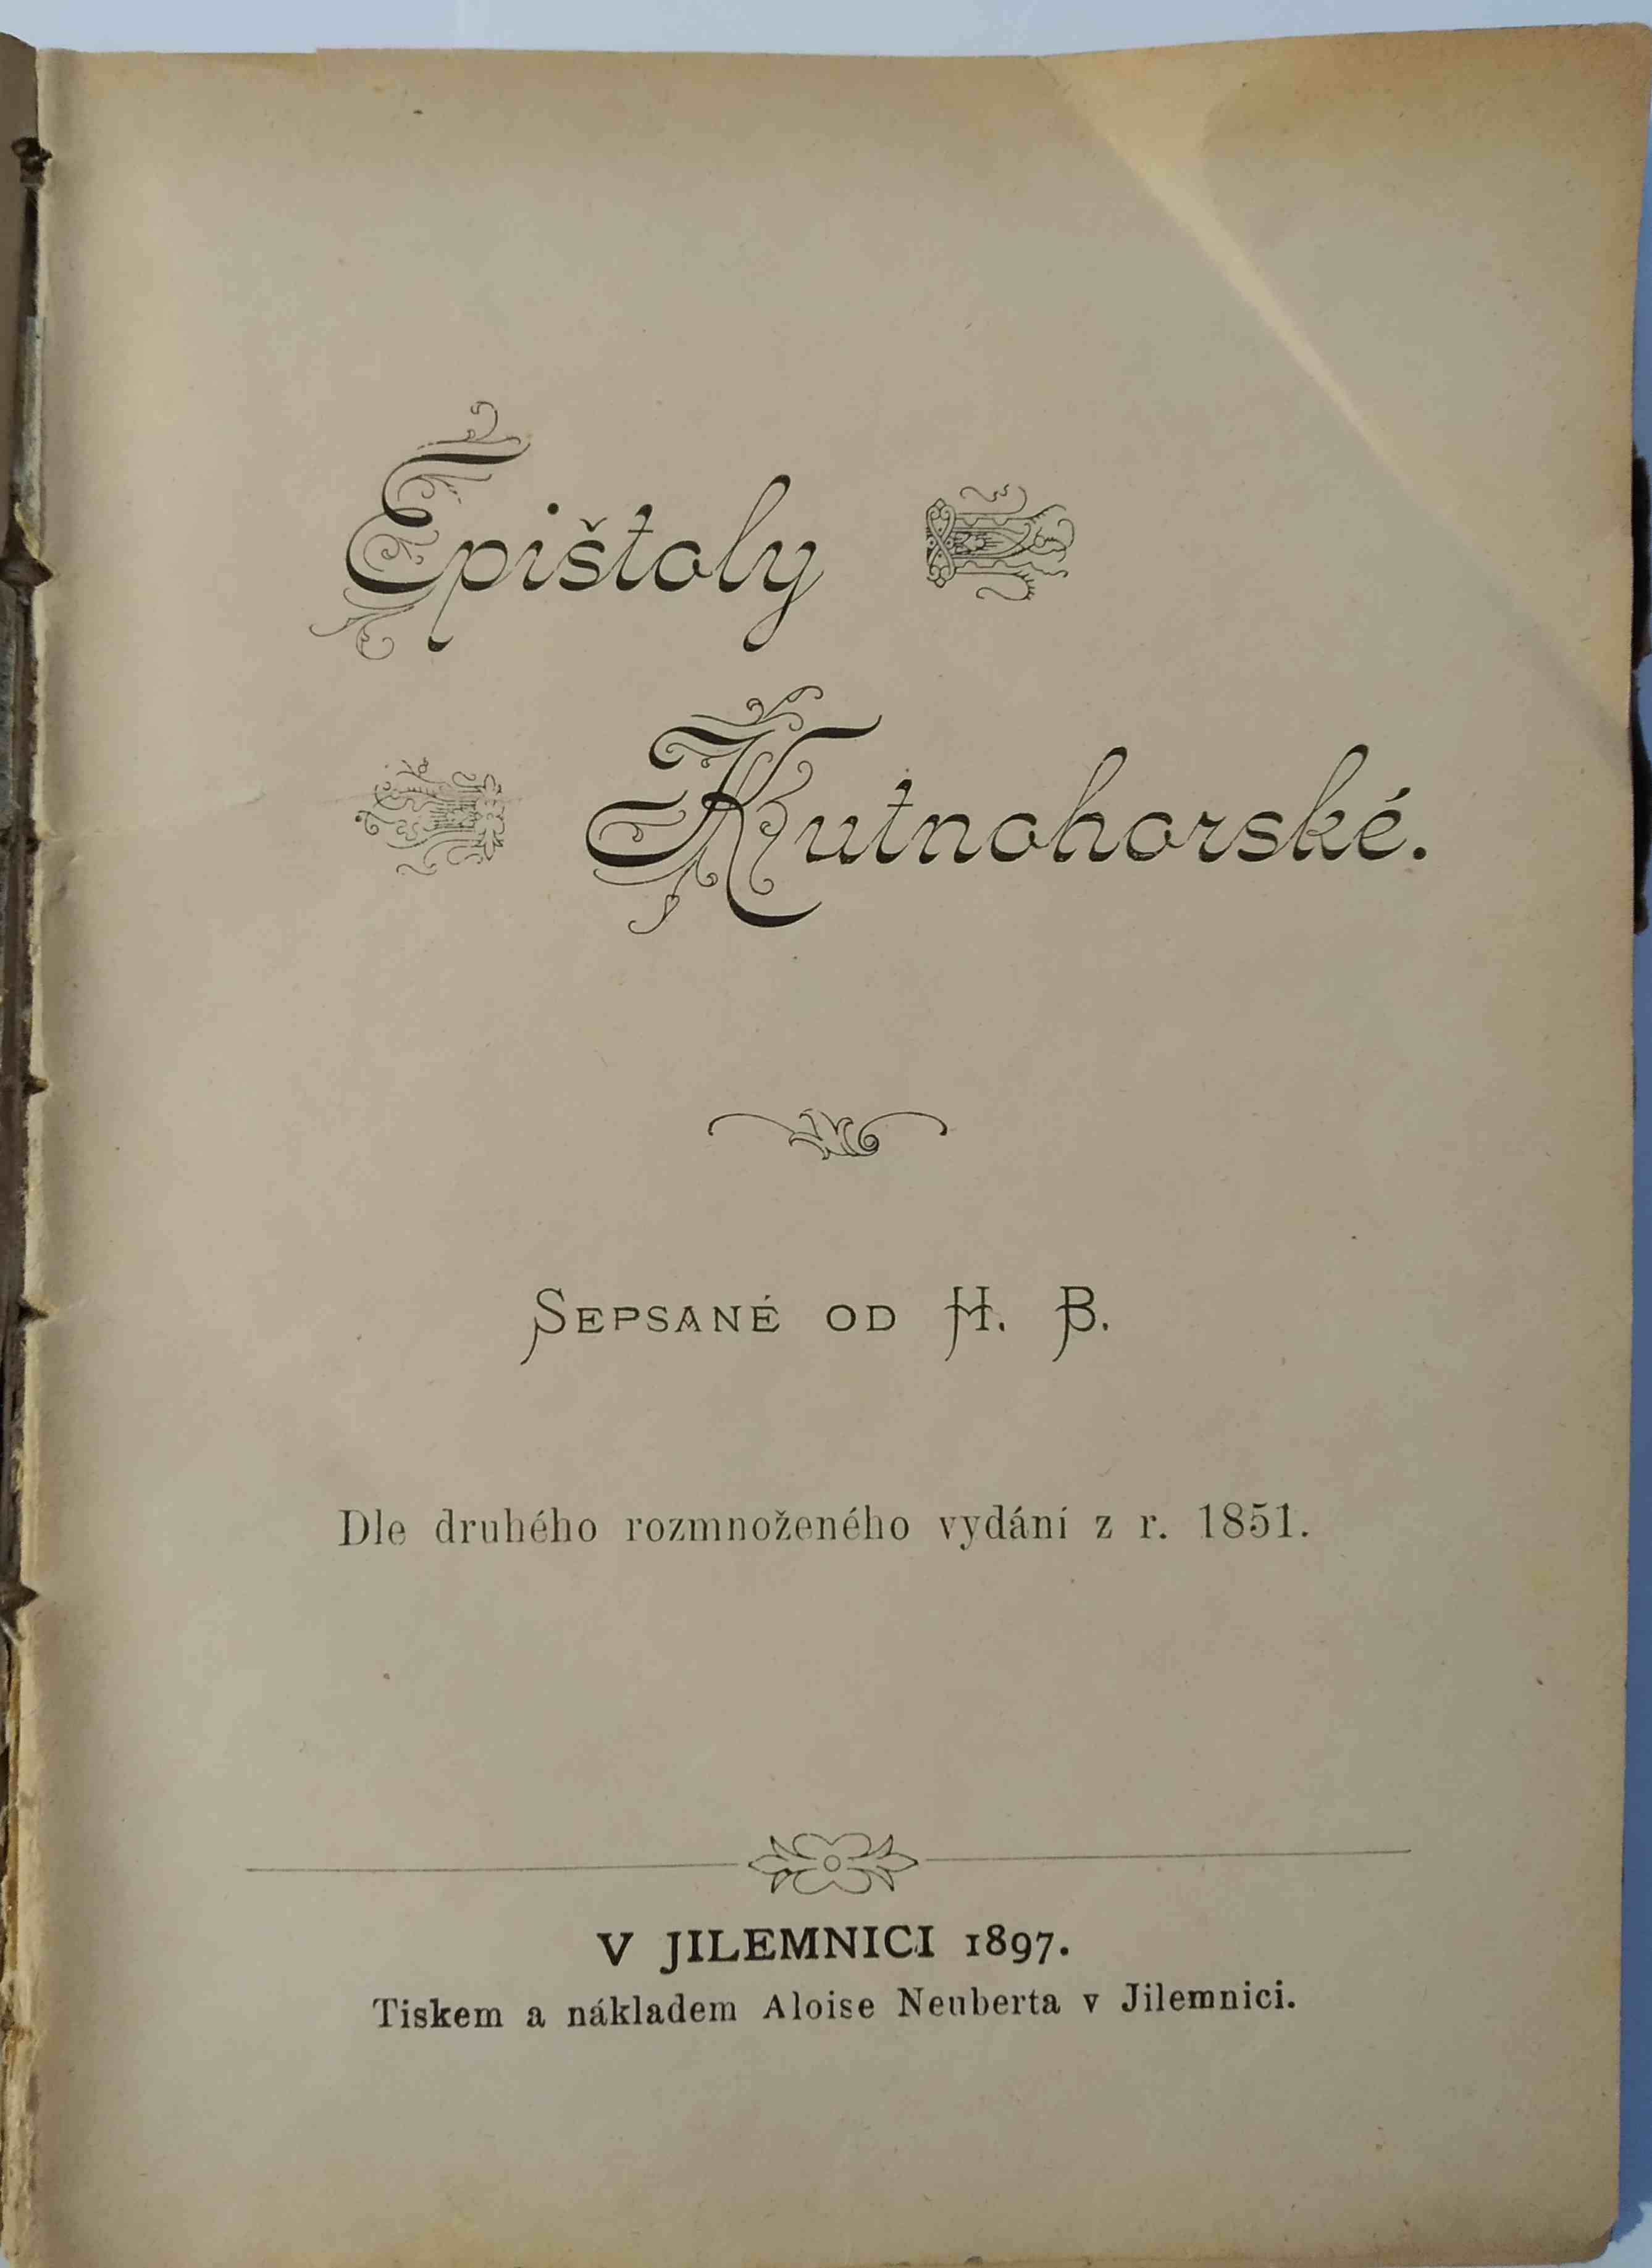 Epištoly
Kutnohorské.
Sepsané od H. B.
Dle druhého rozmnoženého vydání z r. 1851.
V JILEMNICI 1897.
Tiskem a nákladem Aloise Neuberta v Jilemnici.